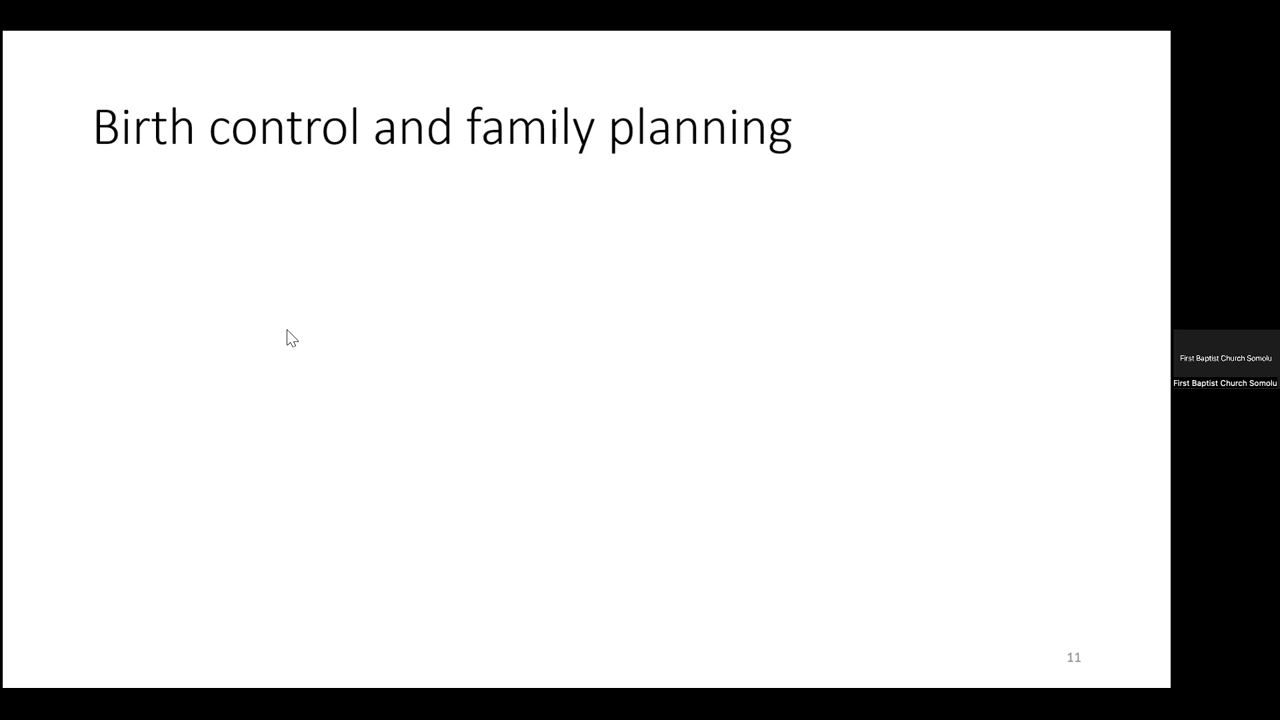 Birth control and family planning
First Baptist Church Somolu
First Baptist Church Somolu
11